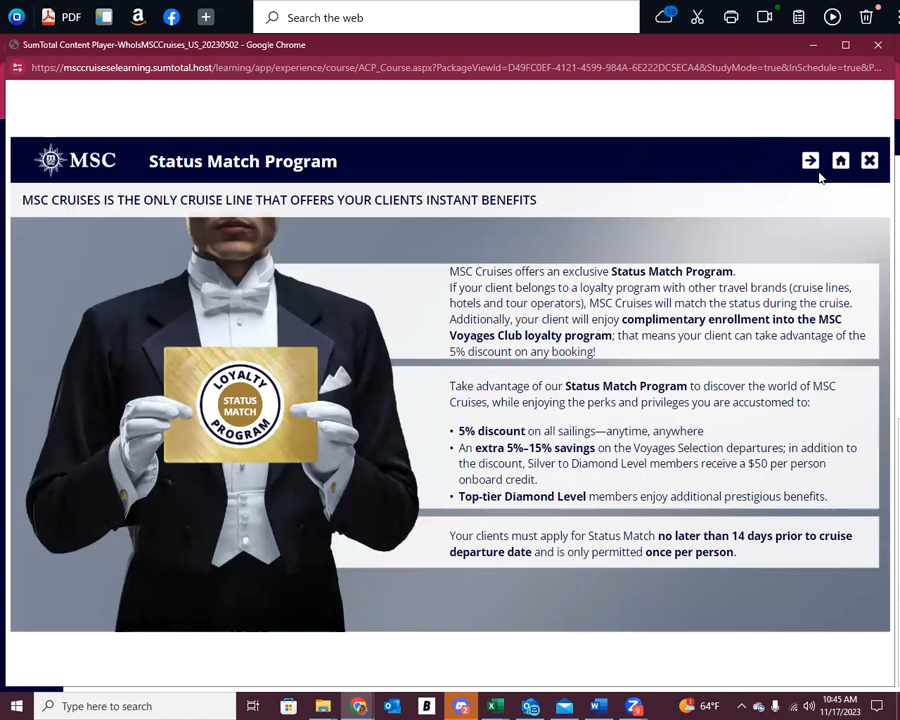 PDF
Search the web
SumTotal Content Player-WhoIsMSCCruises_US_20230502 - Google Chrome
https://msccruiseselearning.sumtotal.host/learning/app/experience/course/ACP_Course.aspx?PackageViewId=D49FC0EF-4121-4599-984A-6E222DC5ECA4&StudyMode=true&InSchedule=true&P...
MSC Status Match Program
MSC CRUISES IS THE ONLY CRUISE LINE THAT OFFERS YOUR CLIENTS INSTANT BENEFITS
MSC Cruises offers an exclusive Status Match Program.
If your client belongs to a loyalty program with other travel brands (cruise lines,
hotels and tour operators), MSC Cruises will match the status during the cruise.
Additionally, your client will enjoy complimentary enrollment into the MSC
Voyages Club loyalty program; that means your client can take advantage of the
5% discount on any booking!
LOYALTY
STATUS
MATCH
PROGRAM
Take advantage of our Status Match Program to discover the world of MSC
Cruises, while enjoying the perks and privileges you are accustomed to:
• 5% discount on all sailings—anytime, anywhere
• An extra 5%–15% savings on the Voyages Selection departures; in addition to
the discount, Silver to Diamond Level members receive a $50 per person
onboard credit.
• Top-tier Diamond Level members enjoy additional prestigious benefits.
Your clients must apply for Status Match no later than 14 days prior to cruise
departure date and is only permitted once per person.
Type here to search
64°F
10:45 AM
11/17/2023